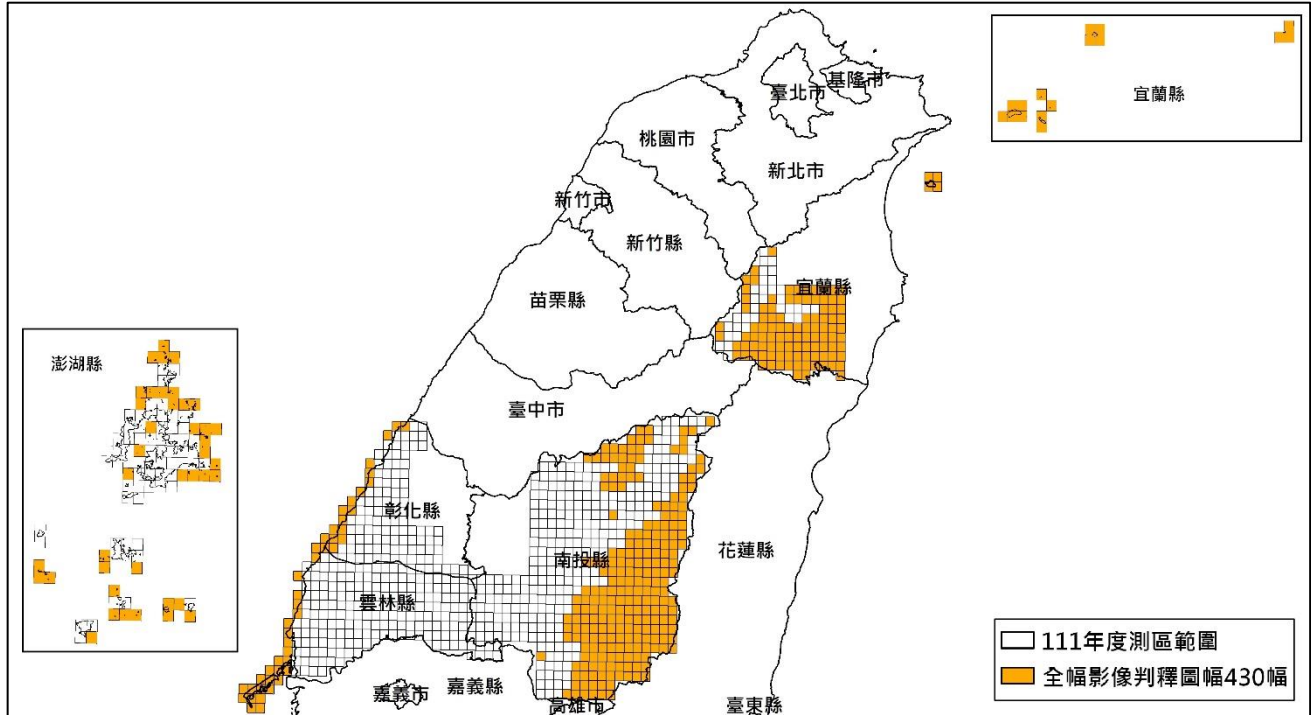 基隆市
臺北市
宜蘭縣
桃園市
新北市
新竹市
新竹縣
宜蘭縣
苗栗縣
澎湖縣
臺中市
彰化縣
南投縣
花蓮縣
雲林縣
111年度測區範圍
全幅影像判釋圖幅430幅
嘉義縣
嘉義市
高雄市
臺東縣